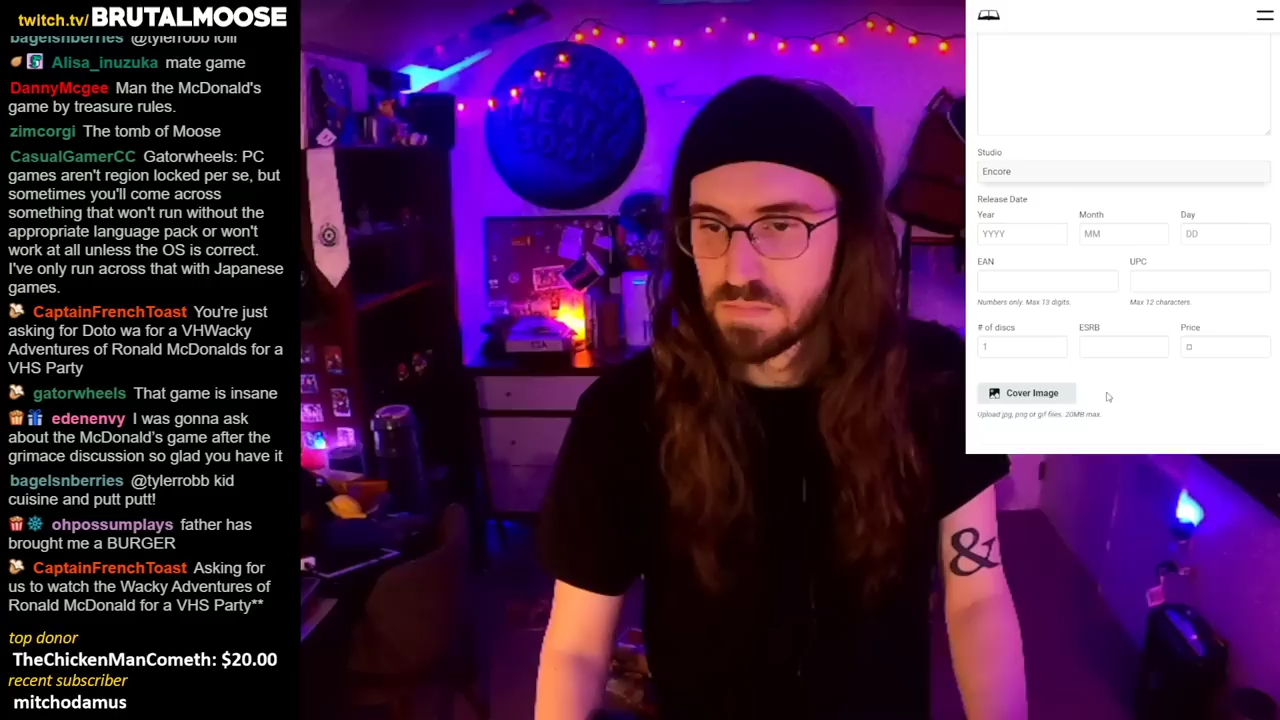 twitch.tv/BRUTALMOOSE
bagelsnberries @tylerrobb lolll
Alisa_inuzuka mate game
DannyMcgee Man the McDonald's
game by treasure rules.
zimcorgi The tomb of Moose
CasualGamerCC Gatorwheels: PC
games aren't region locked per se, but
sometimes you'll come across
something that won't run without the
appropriate language pack or won't
work at all unless the OS is correct.
I've only run across that with Japanese
games.
CaptainFrenchToast You're just
asking for Doto wa for a VHWacky
Adventures of Ronald McDonalds for a
VHS Party
gatorwheels That game is insane
edenenvy I was gonna ask
about the McDonald's game after the
grimace discussion so glad you have it
bagelsnberries @tylerrobb kid
cuisine and putt putt!
ohpossumplays father has
brought me a BURGER
CaptainFrenchToast Asking for
us to watch the Wacky Adventures of
Ronald McDonald for a VHS Party**
top donor
TheChickenManCometh: $20.00
recent subscriber
mitchodamus
&
Studio
Encore
Release Date
Year Month Day
YYYY MM DD
EAN UPC
Numbers only. Max 13 digits. Max 12 characters.
# of discs ESRB Price
1
Cover Image
Upload jpg, png or gif files. 20MB max.